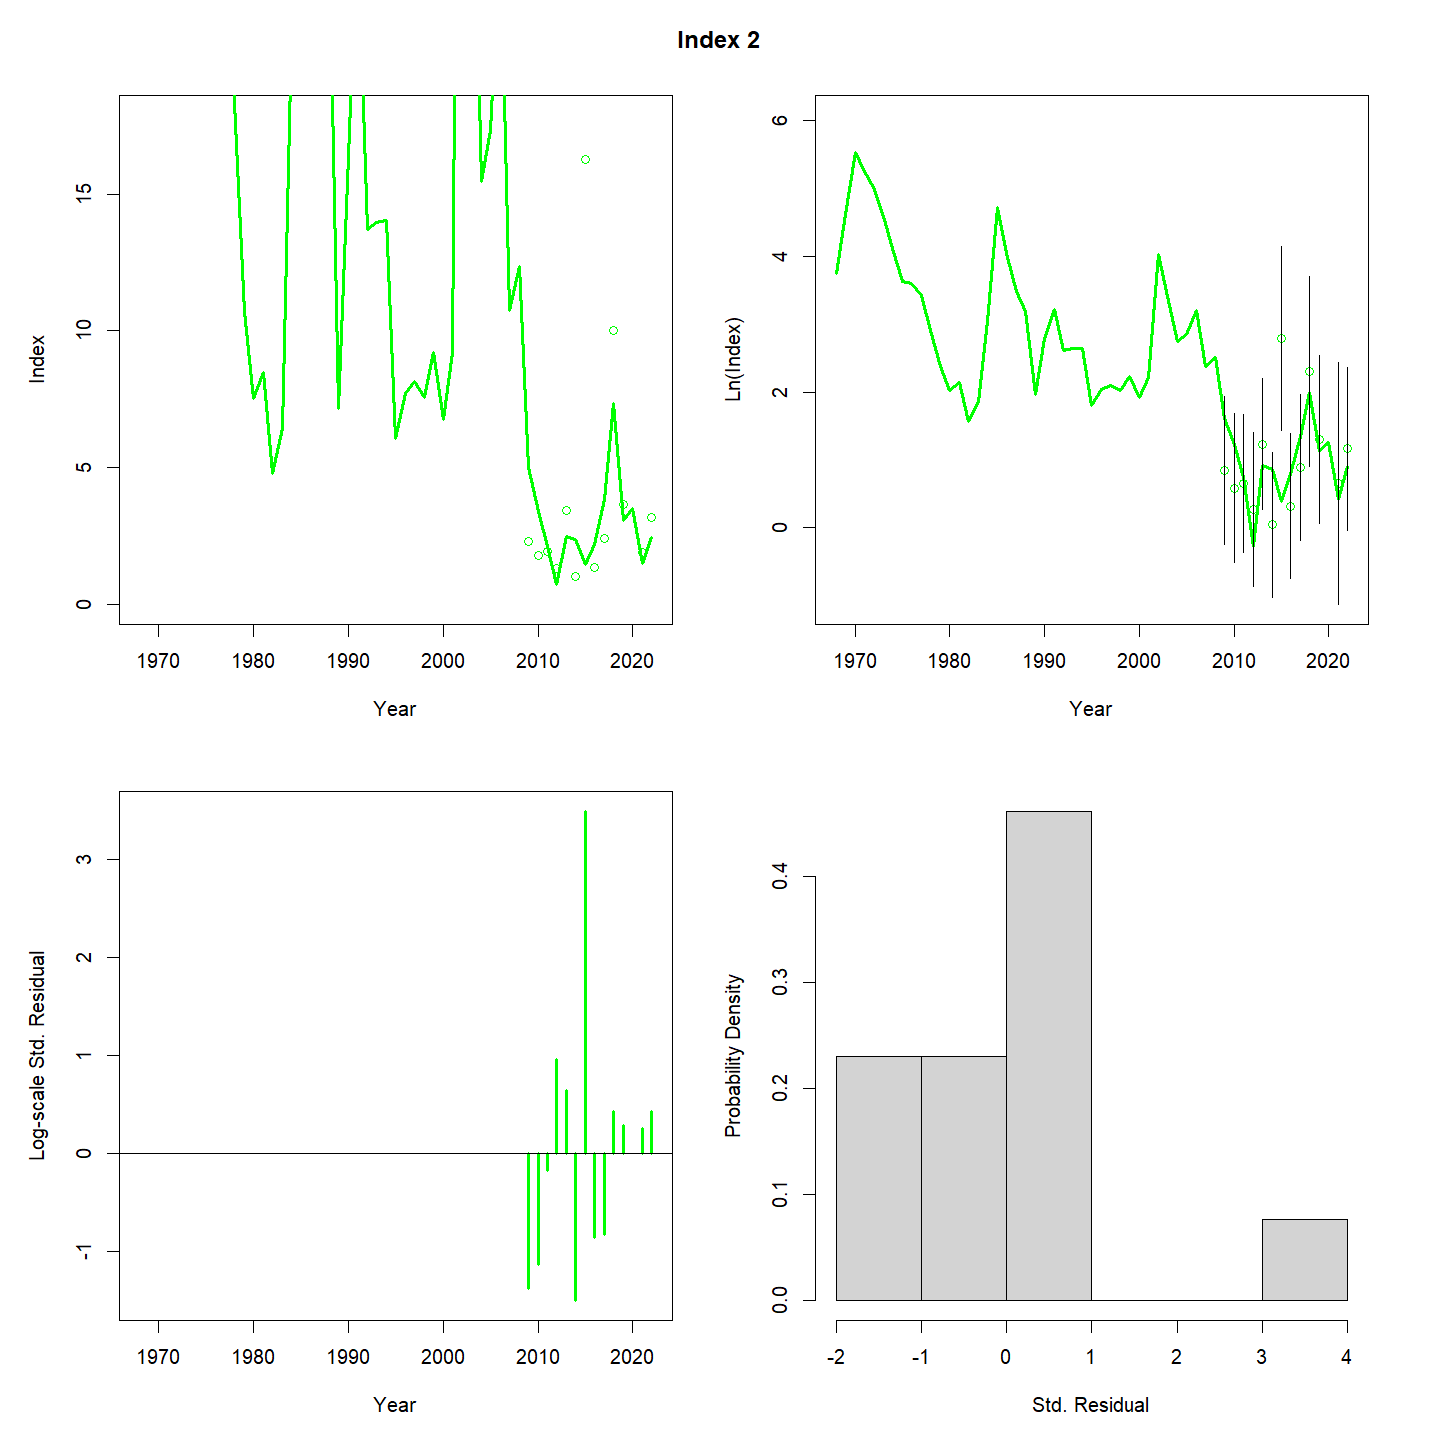 Index 2
Index
0
5
10
15
1970 1980 1990 2000 2010 2020
Year
Ln(Index)
0
2
4
6
1970 1980 1990 2000 2010 2020
Year
Log-scale Std. Residual
-1
0
1
2
3
1970 1980 1990 2000 2010 2020
Year
Probability Density
0.0
0.1
0.2
0.3
0.4
-2 -1 0 1 2 3 4
Std. Residual